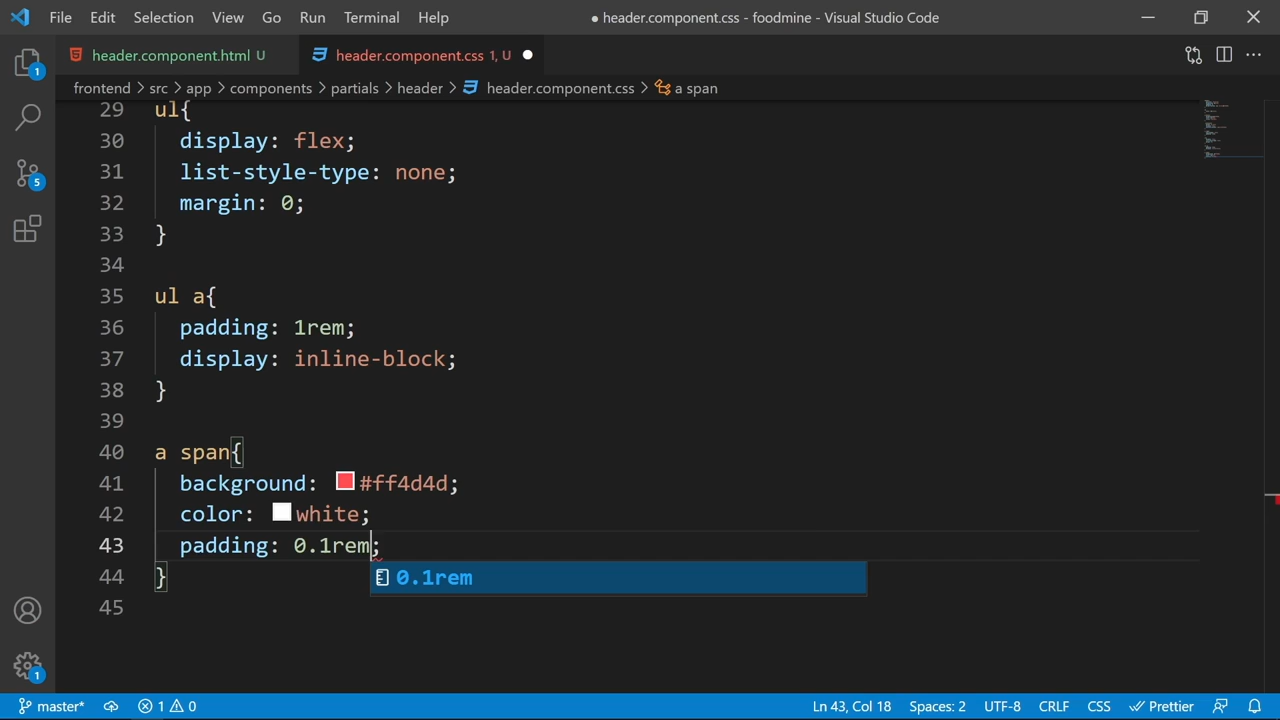 File Edit Selection View Go Run Terminal Help ● header.component.css - foodmine - Visual Studio Code
header.component.html U header.component.css 1, U ●
frontend > src > app > components > partials > header > header.component.css > a span
29 ul{
30 display: flex;
31 list-style-type: none;
32 margin: 0;
33 }
34
35 ul a{
36 padding: 1rem;
37 display: inline-block;
38 }
39
40 a span{
41 background: #ff4d4d;
42 color: white;
43 padding: 0.1rem;
44 }
0.1rem
45
1
5
1
master* 1 0 Ln 43, Col 18 Spaces: 2 UTF-8 CRLF CSS Prettier